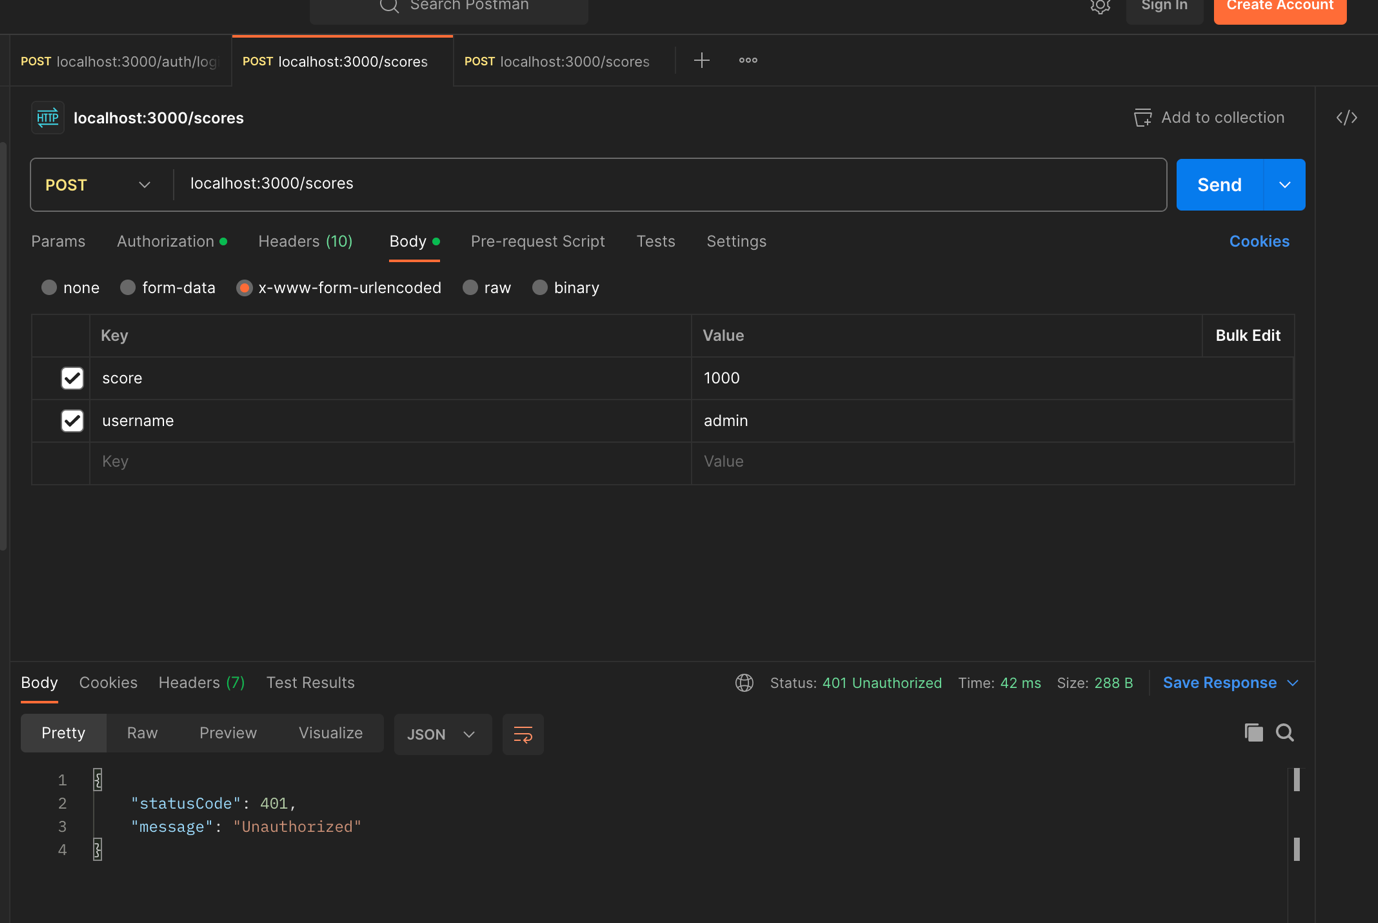 Search Postman
Sign In
Create Account
POST localhost:3000/auth/log
POST localhost:3000/scores
POST localhost:3000/scores
HTTP localhost:3000/scores
Add to collection
</>
POST
localhost:3000/scores
Send
Params
Authorization
Headers (10)
Body
Pre-request Script
Tests
Settings
Cookies
none
form-data
x-www-form-urlencoded
raw
binary
Key
Value
Bulk Edit
score
1000
username
admin
Key
Value
Body
Cookies
Headers (7)
Test Results
Status: 401 Unauthorized
Time: 42 ms
Size: 288 B
Save Response
Pretty
Raw
Preview
Visualize
JSON
1 {
2 "statusCode": 401,
3 "message": "Unauthorized"
4 }